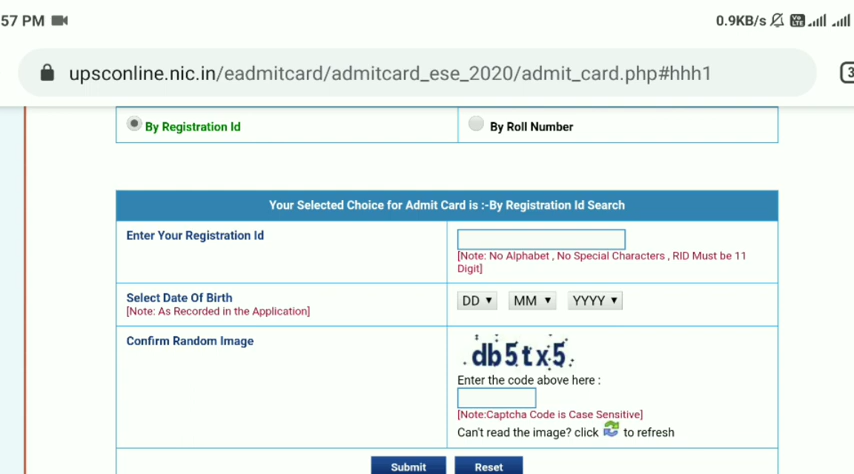 57 PM
0.9KB/s
Vo LTE
upsconline.nic.in/eadmitcard/admitcard_ese_2020/admit_card.php#hhh1
3
By Registration Id
By Roll Number
Your Selected Choice for Admit Card is :-By Registration Id Search
Enter Your Registration Id
[Note: No Alphabet , No Special Characters , RID Must be 11
Digit]
Select Date Of Birth
[Note: As Recorded in the Application]
DD ▼ MM ▼ YYYY ▼
Confirm Random Image
db5tx5
Enter the code above here :
[Note:Captcha Code is Case Sensitive]
Can't read the image? click to refresh
Submit
Reset